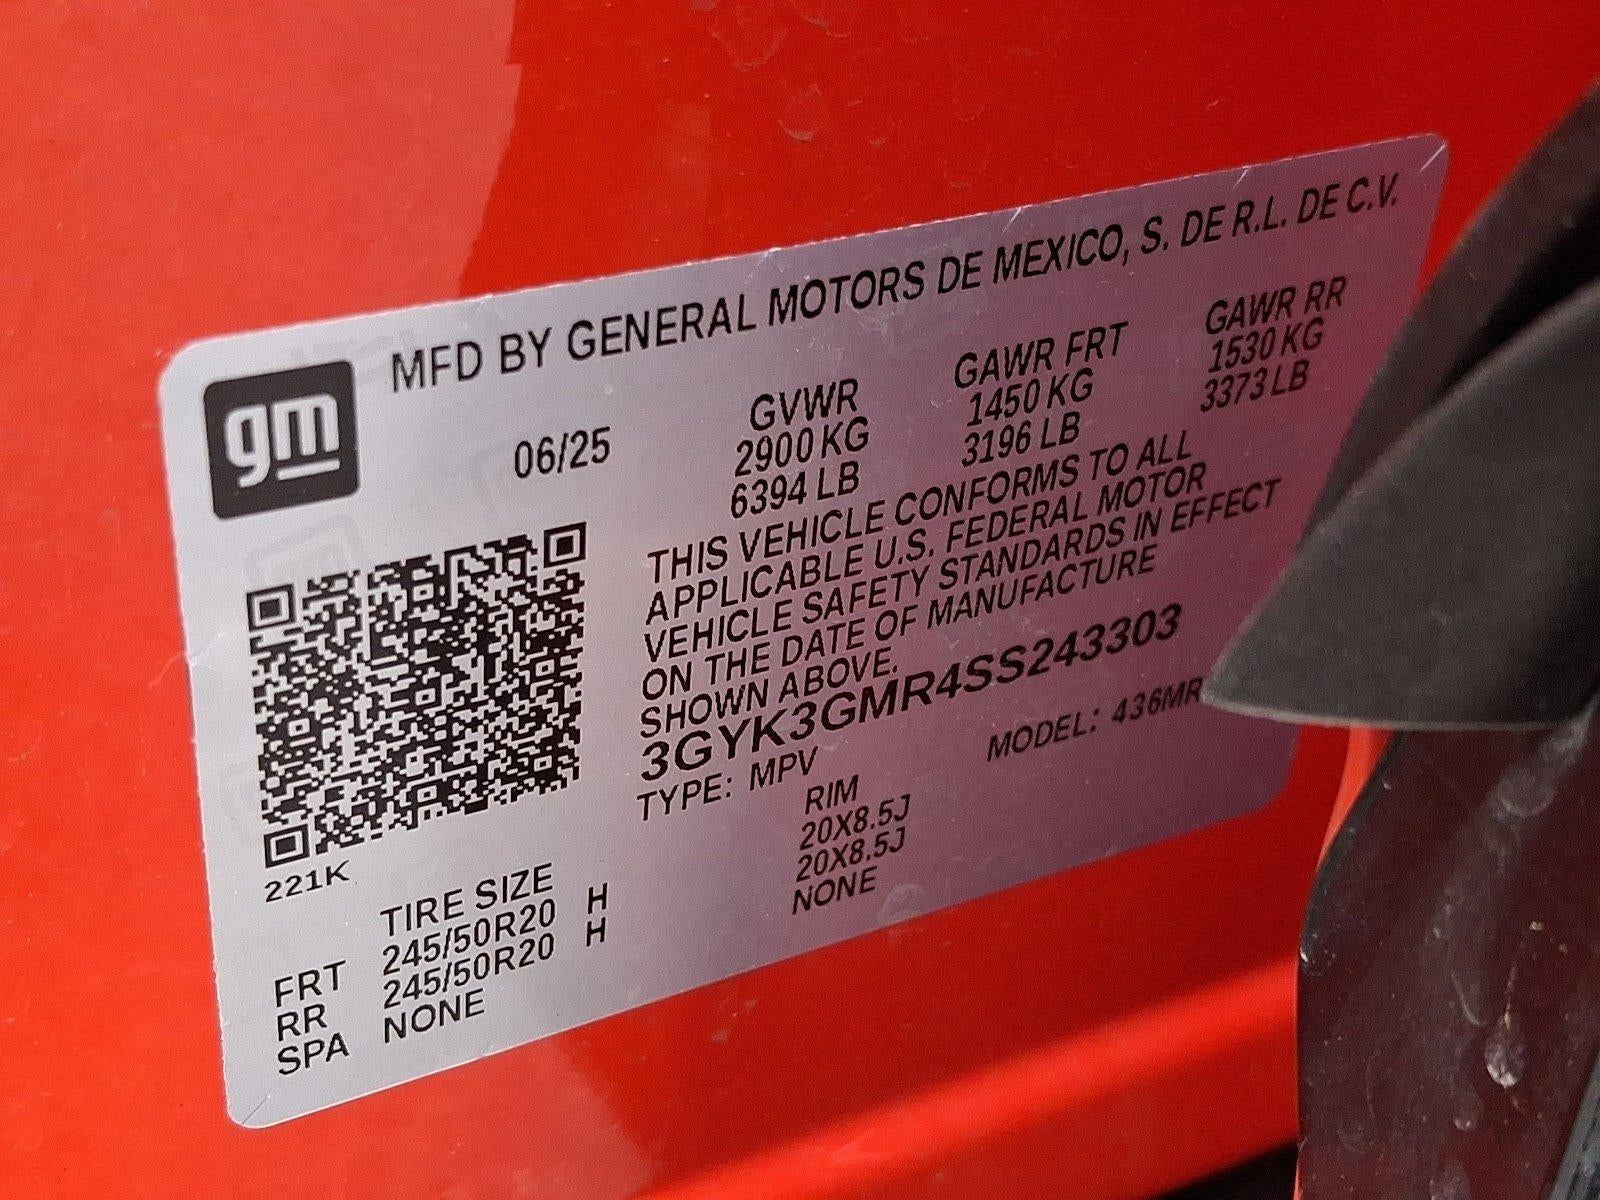 gm
MFD BY GENERAL MOTORS DE MEXICO, S. DE R.L. DE C.V.
06/25
GVWR
2900 KG
6394 LB
GAWR FRT
1450 KG
3196 LB
GAWR RR
1530 KG
3373 LB
THIS VEHICLE CONFORMS TO ALL
APPLICABLE U.S. FEDERAL MOTOR
VEHICLE SAFETY STANDARDS IN EFFECT
ON THE DATE OF MANUFACTURE
SHOWN ABOVE.
3GYK3GMR4SS243303
TYPE: MPV MODEL: 436MR
221K
TIRE SIZE RIM
FRT 245/50R20 H 20X8.5J
RR 245/50R20 H 20X8.5J
SPA NONE NONE